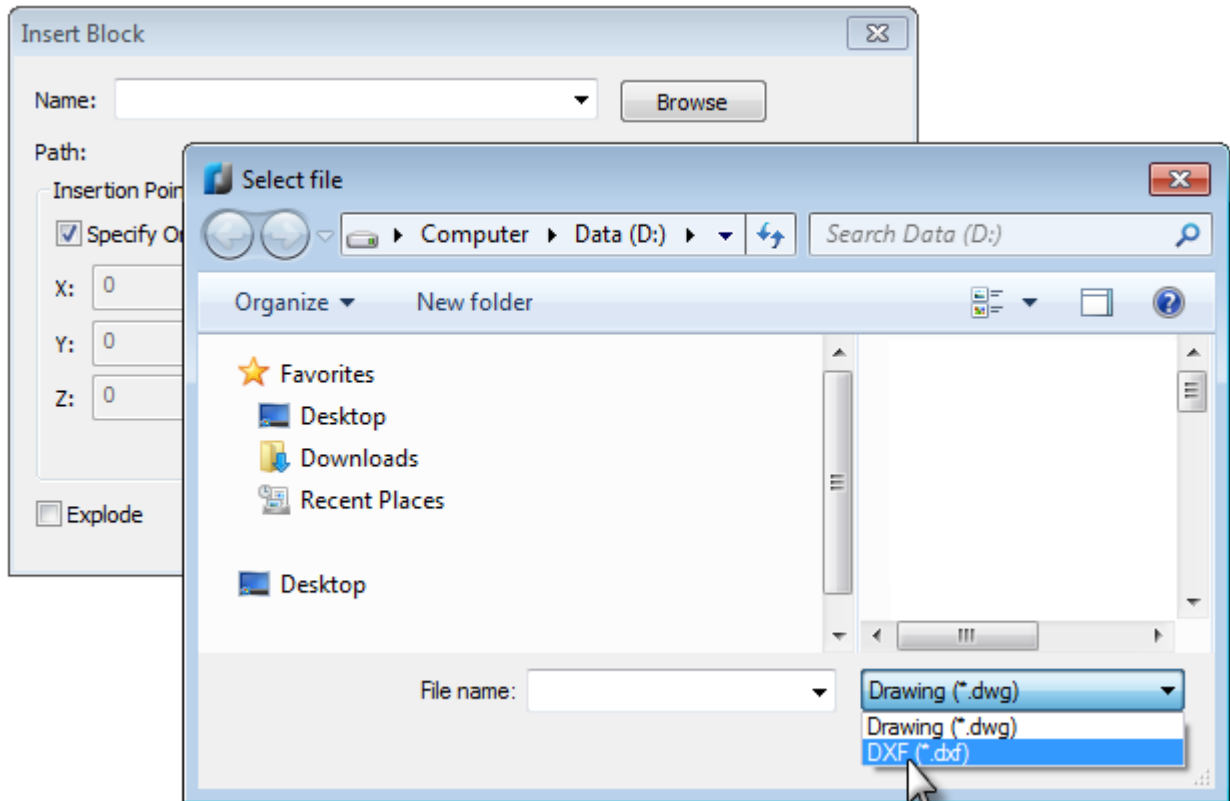 Insert Block
Name:
Browse
Path:
Insertion Poin
Specify On
X: 0
Y: 0
Z: 0
Explode
Select file
Computer Data (D:)
Search Data (D:)
Organize
New folder
Favorites
Desktop
Downloads
Recent Places
Desktop
File name:
Drawing (*.dwg)
Drawing (*.dwg)
DXF (*.dxf)